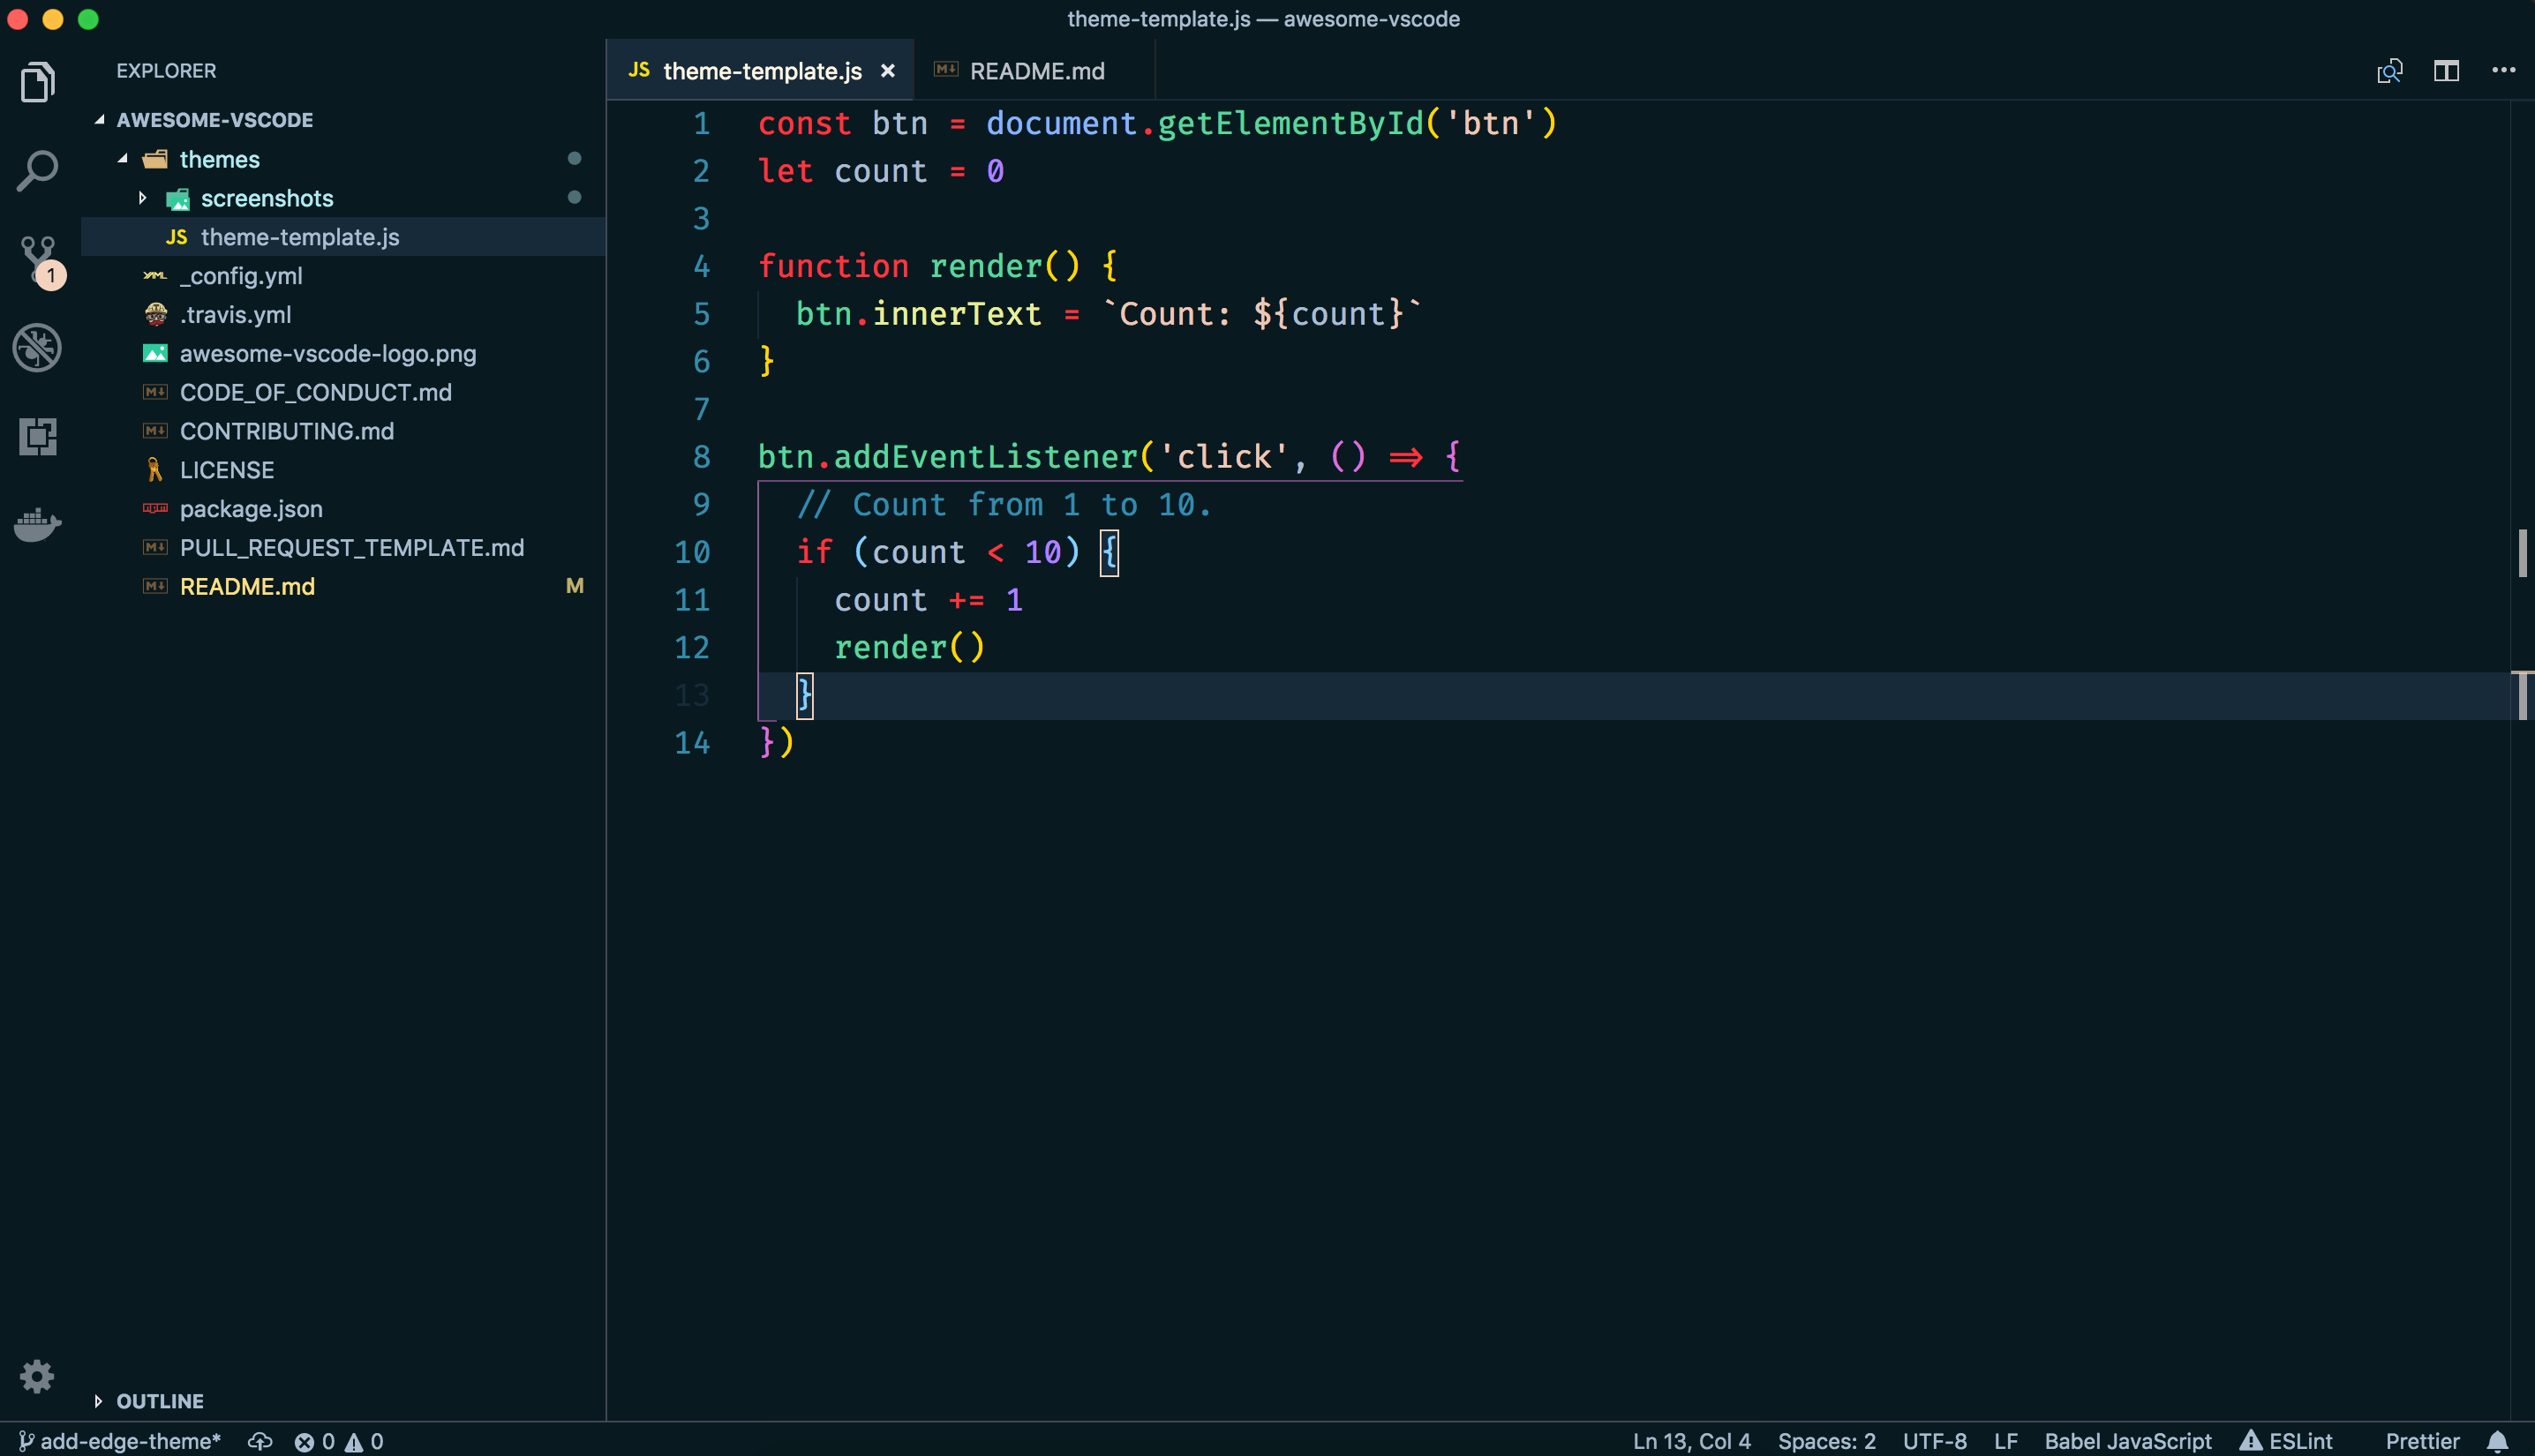 theme-template.js — awesome-vscode
EXPLORER
AWESOME-VSCODE
themes
screenshots
JS theme-template.js
YAML _config.yml
.travis.yml
awesome-vscode-logo.png
M↓ CODE_OF_CONDUCT.md
M↓ CONTRIBUTING.md
LICENSE
npm package.json
M↓ PULL_REQUEST_TEMPLATE.md
M↓ README.md M
OUTLINE
1
JS theme-template.js ×
M↓ README.md
1 const btn = document.getElementById('btn')
2 let count = 0
3
4 function render() {
5   btn.innerText = `Count: ${count}`
6 }
7
8 btn.addEventListener('click', () => {
9   // Count from 1 to 10.
10   if (count < 10) {
11     count += 1
12     render()
13   }
14 })
add-edge-theme* 0 0
Ln 13, Col 4 Spaces: 2 UTF-8 LF Babel JavaScript ESLint Prettier